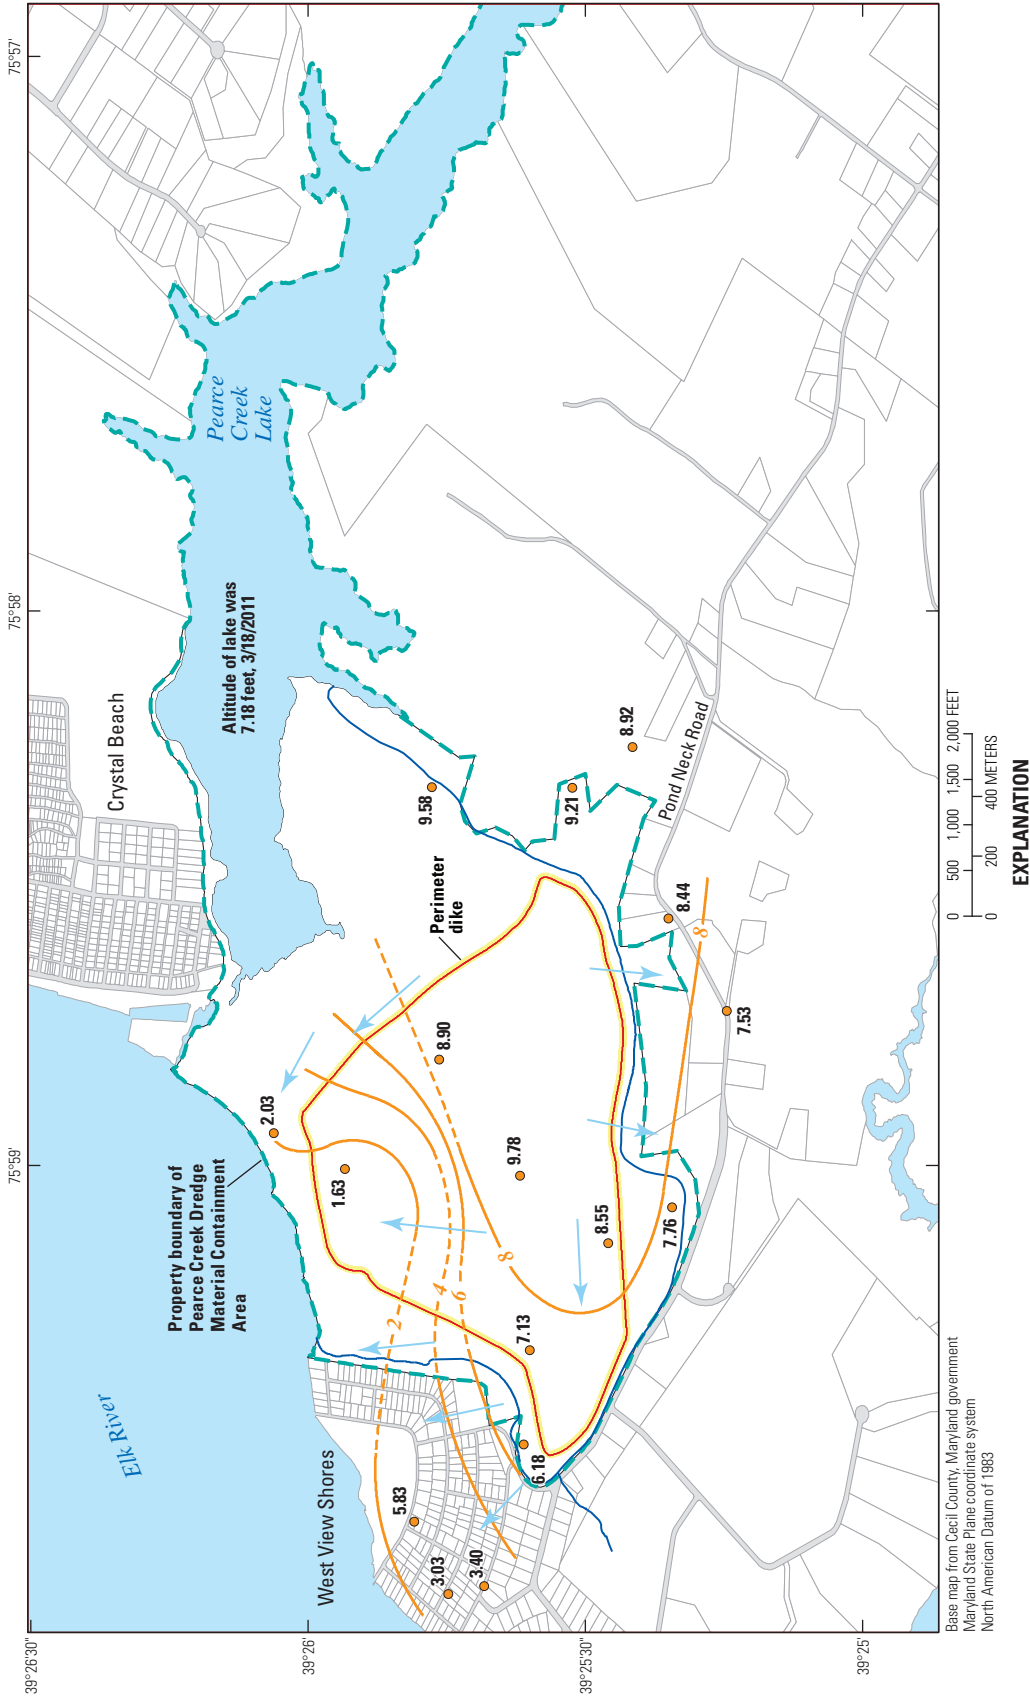 75°59'
75°58'
75°57'
39°26'30"
39°26'
39°25'30"
39°25'
Elk River
Crystal Beach
Pearce
Creek
Lake
Altitude of lake was
7.18 feet, 3/18/2011
Property boundary of
Pearce Creek Dredge
Material Containment
Area
West View Shores
Perimeter
dike
Pond Neck Road
2.03
1.63
5.83
3.03
3.40
6.18
7.13
8.90
9.78
8.55
7.76
7.53
8.44
9.58
9.21
8.92
2
4
6
8
8
Base map from Cecil County, Maryland government
Maryland State Plane coordinate system
North American Datum of 1983
0 500 1,000 1,500 2,000 FEET
0 200 400 METERS
EXPLANATION